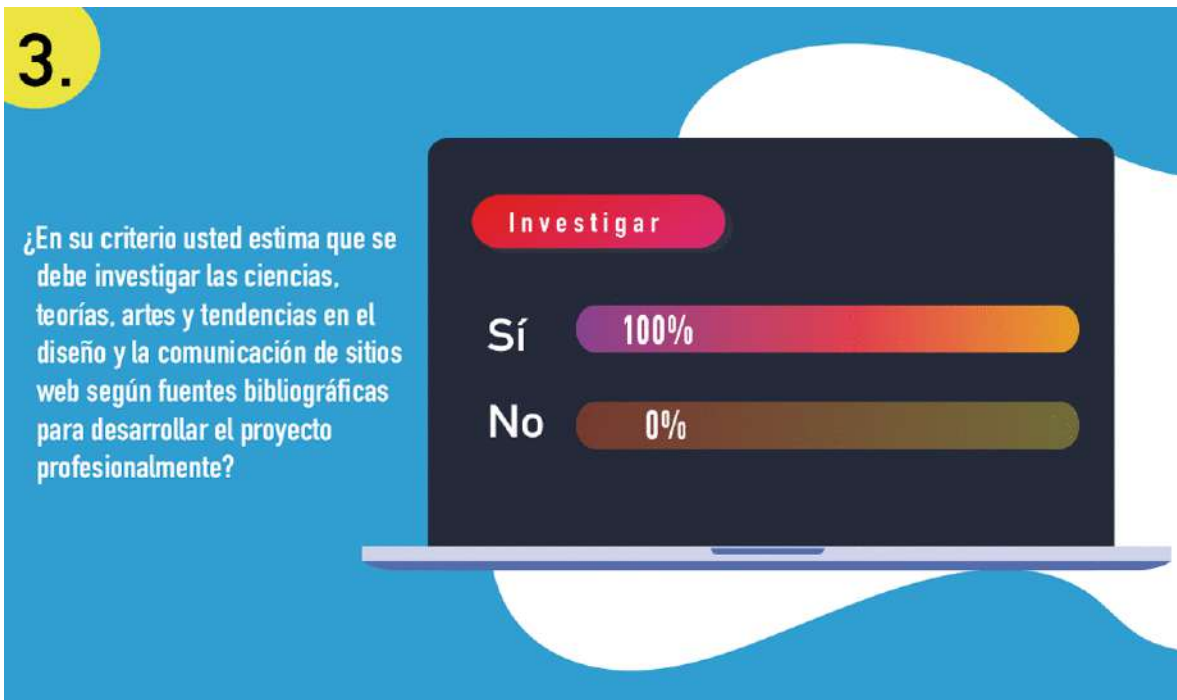 3.
¿En su criterio usted estima que se
debe investigar las ciencias,
teorías, artes y tendencias en el
diseño y la comunicación de sitios
web según fuentes bibliográficas
para desarrollar el proyecto
profesionalmente?
Investigar
Sí 100%
No 0%